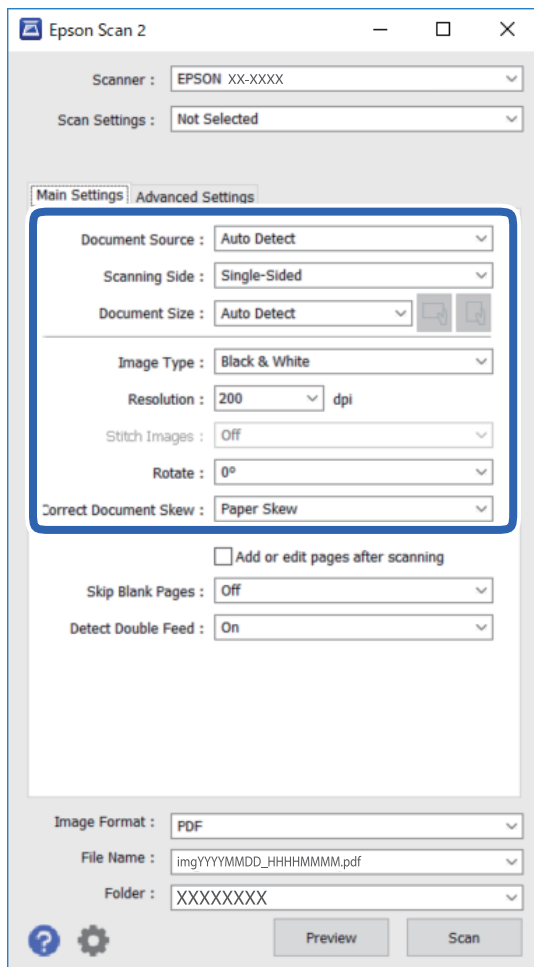 Epson Scan 2
Scanner : EPSON XX-XXXX
Scan Settings : Not Selected
Main Settings Advanced Settings
Document Source : Auto Detect
Scanning Side : Single-Sided
Document Size : Auto Detect
Image Type : Black & White
Resolution : 200 dpi
Stitch Images : Off
Rotate : 0º
Correct Document Skew : Paper Skew
Add or edit pages after scanning
Skip Blank Pages : Off
Detect Double Feed : On
Image Format : PDF
File Name : imgYYYYMMDD_HHHHMMMM.pdf
Folder : XXXXXXXX
? Preview Scan